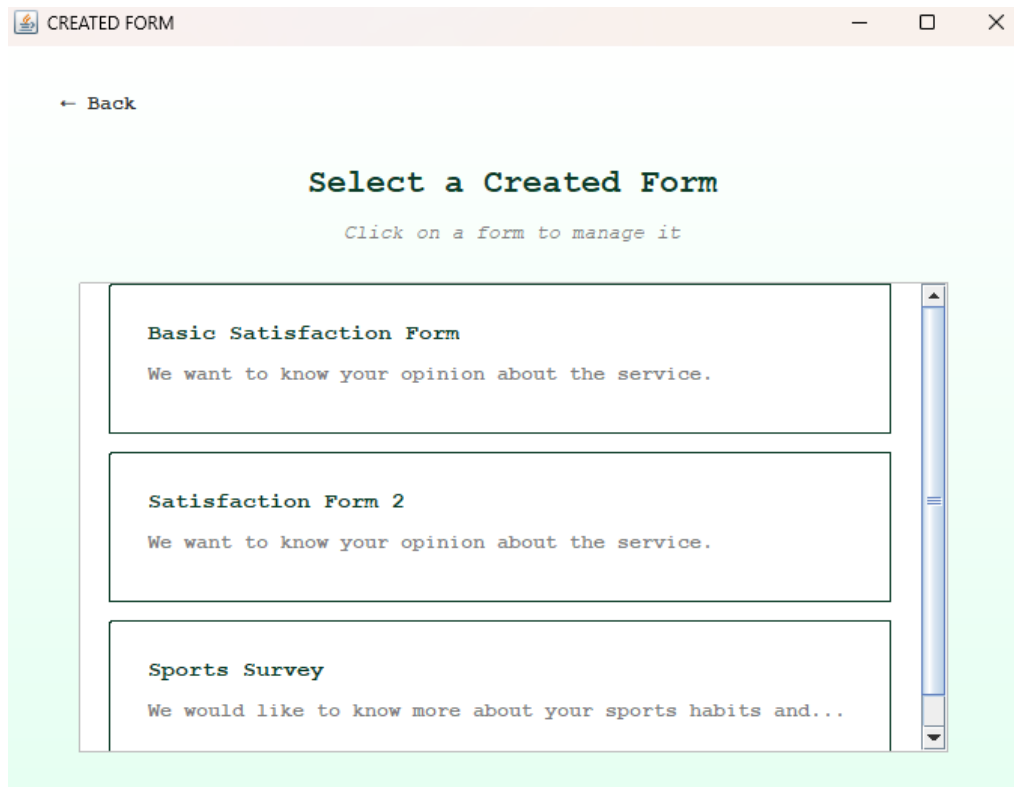 CREATED FORM
← Back
Select a Created Form
Click on a form to manage it
Basic Satisfaction Form
We want to know your opinion about the service.
Satisfaction Form 2
We want to know your opinion about the service.
Sports Survey
We would like to know more about your sports habits and...